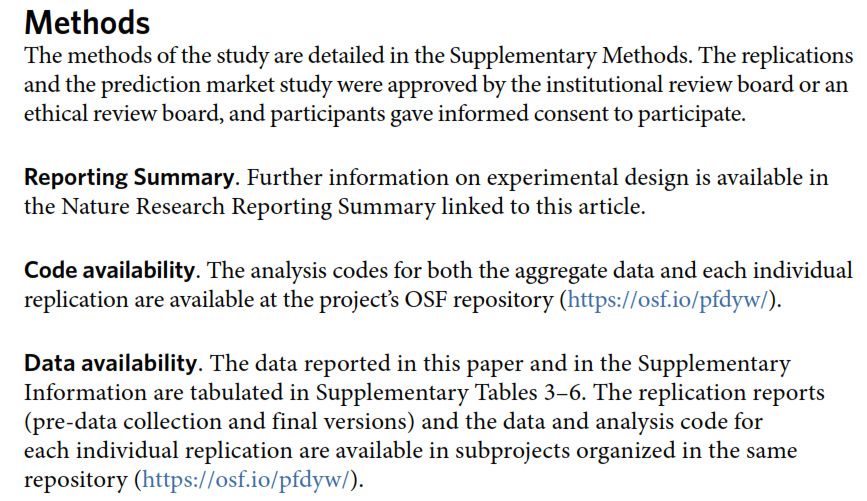 Methods
The methods of the study are detailed in the Supplementary Methods. The replications
and the prediction market study were approved by the institutional review board or an
ethical review board, and participants gave informed consent to participate.
Reporting Summary. Further information on experimental design is available in
the Nature Research Reporting Summary linked to this article.
Code availability. The analysis codes for both the aggregate data and each individual
replication are available at the project’s OSF repository (https://osf.io/pfdyw/).
Data availability. The data reported in this paper and in the Supplementary
Information are tabulated in Supplementary Tables 3–6. The replication reports
(pre-data collection and final versions) and the data and analysis code for
each individual replication are available in subprojects organized in the same
repository (https://osf.io/pfdyw/).